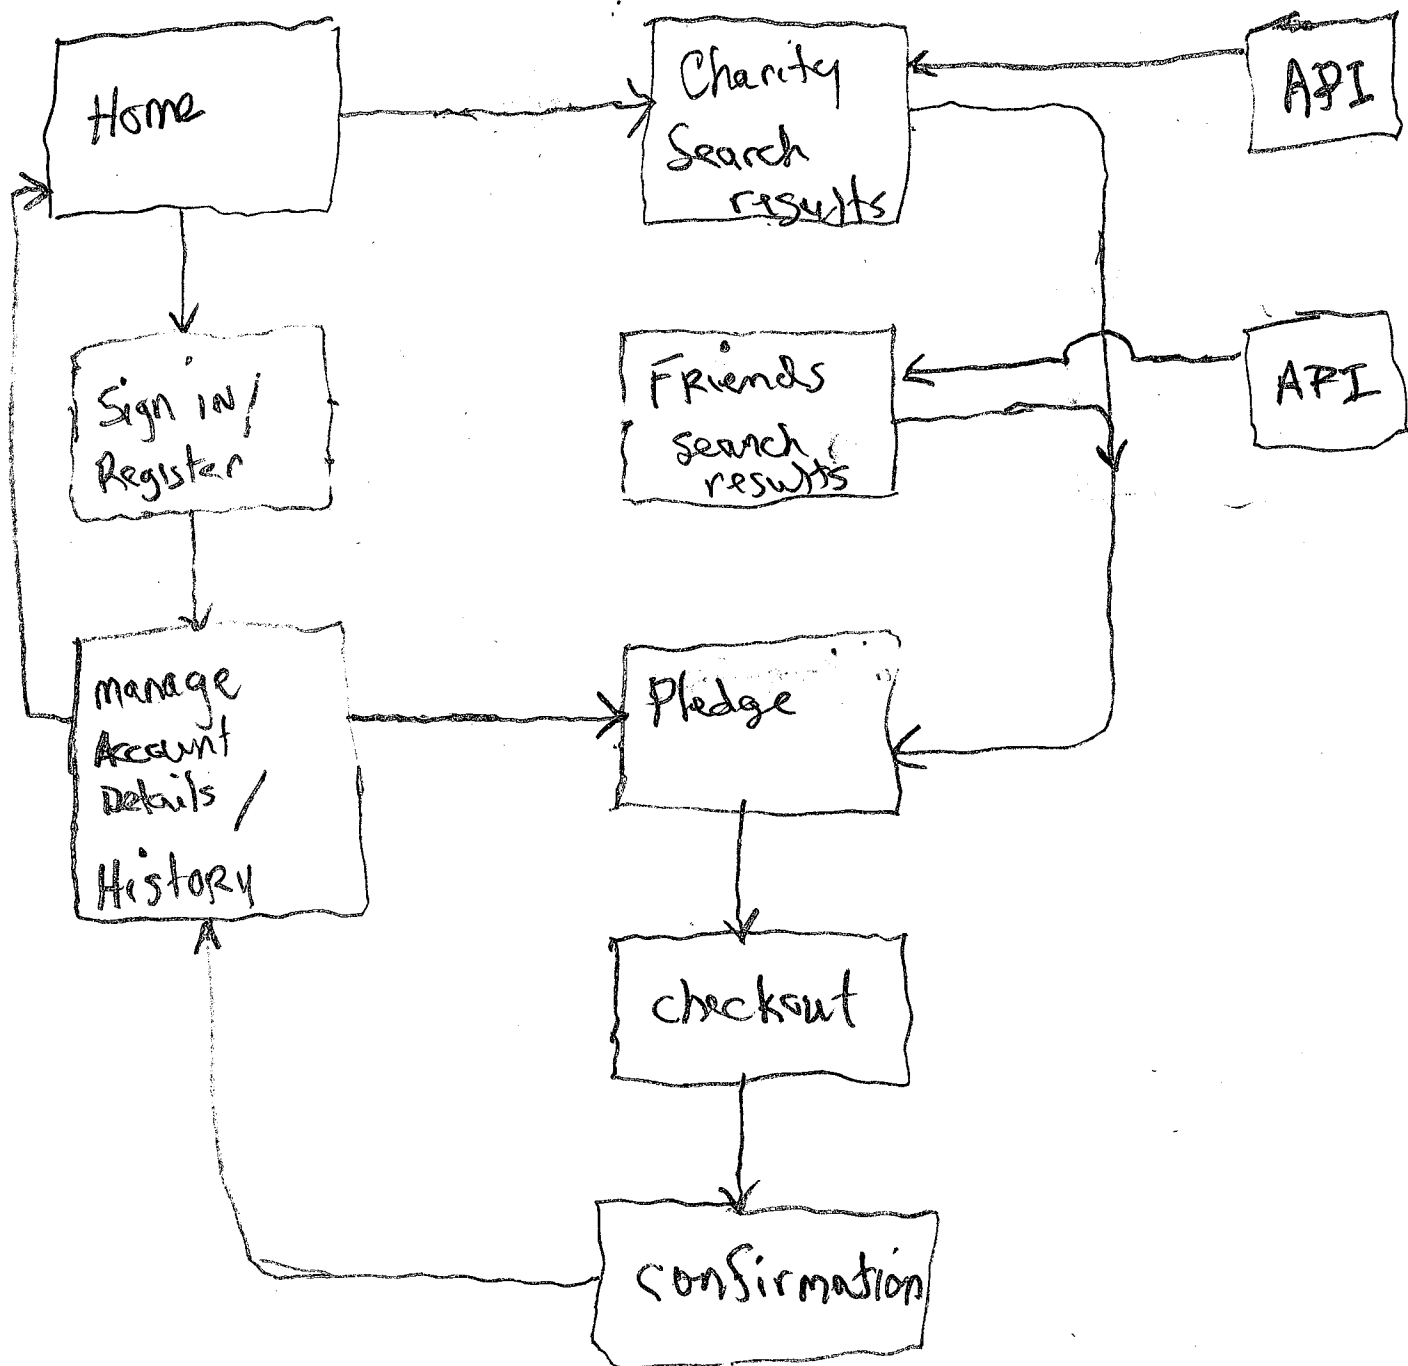 Home
Charity
Search
results
API
Sign in/
Register
Friends
search
results
API
manage
Account
Details /
History
Pledge
checkout
confirmation